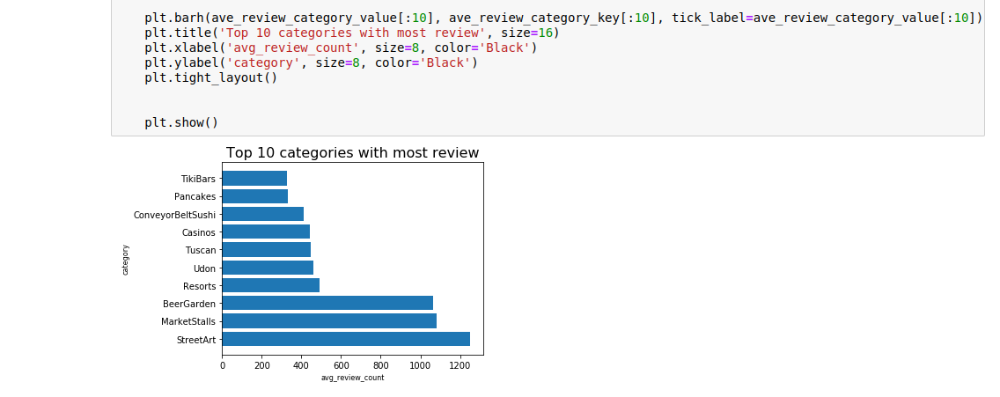 plt.barh(ave_review_category_value[:10], ave_review_category_key[:10], tick_label=ave_review_category_value[:10])
plt.title('Top 10 categories with most review', size=16)
plt.xlabel('avg_review_count', size=8, color='Black')
plt.ylabel('category', size=8, color='Black')
plt.tight_layout()
plt.show()
Top 10 categories with most review
TikiBars
Pancakes
ConveyorBeltSushi
Casinos
Tuscan
Udon
Resorts
BeerGarden
MarketStalls
StreetArt
category
0 200 400 600 800 1000 1200
avg_review_count